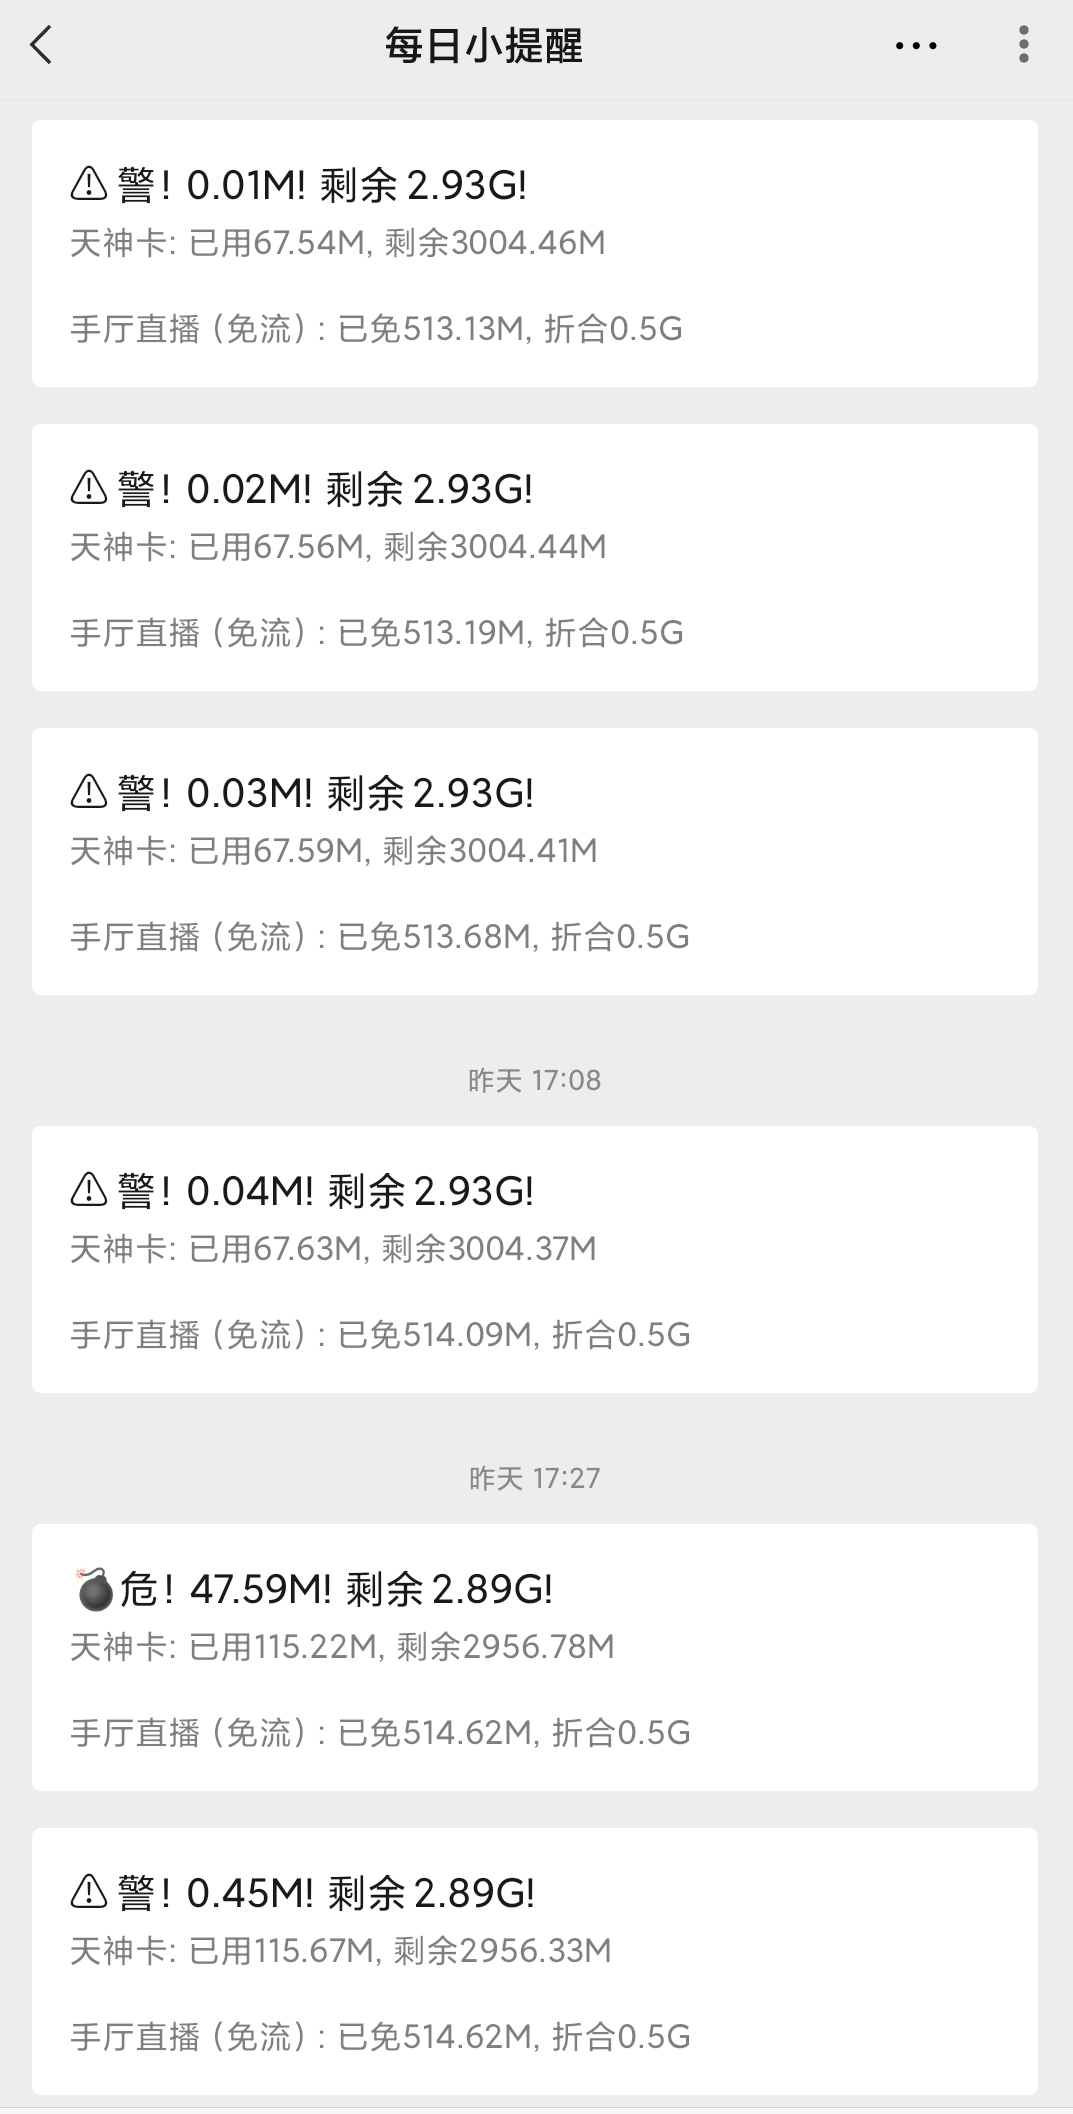 每日小提醒
⚠警！0.01M! 剩余 2.93G!
天神卡: 已用67.54M, 剩余3004.46M
手厅直播（免流）: 已免513.13M, 折合0.5G
⚠警！0.02M! 剩余 2.93G!
天神卡: 已用67.56M, 剩余3004.44M
手厅直播（免流）: 已免513.19M, 折合0.5G
⚠警！0.03M! 剩余 2.93G!
天神卡: 已用67.59M, 剩余3004.41M
手厅直播（免流）: 已免513.68M, 折合0.5G
昨天 17:08
⚠警！0.04M! 剩余 2.93G!
天神卡: 已用67.63M, 剩余3004.37M
手厅直播（免流）: 已免514.09M, 折合0.5G
昨天 17:27
💣危！47.59M! 剩余 2.89G!
天神卡: 已用115.22M, 剩余2956.78M
手厅直播（免流）: 已免514.62M, 折合0.5G
⚠警！0.45M! 剩余 2.89G!
天神卡: 已用115.67M, 剩余2956.33M
手厅直播（免流）: 已免514.62M, 折合0.5G